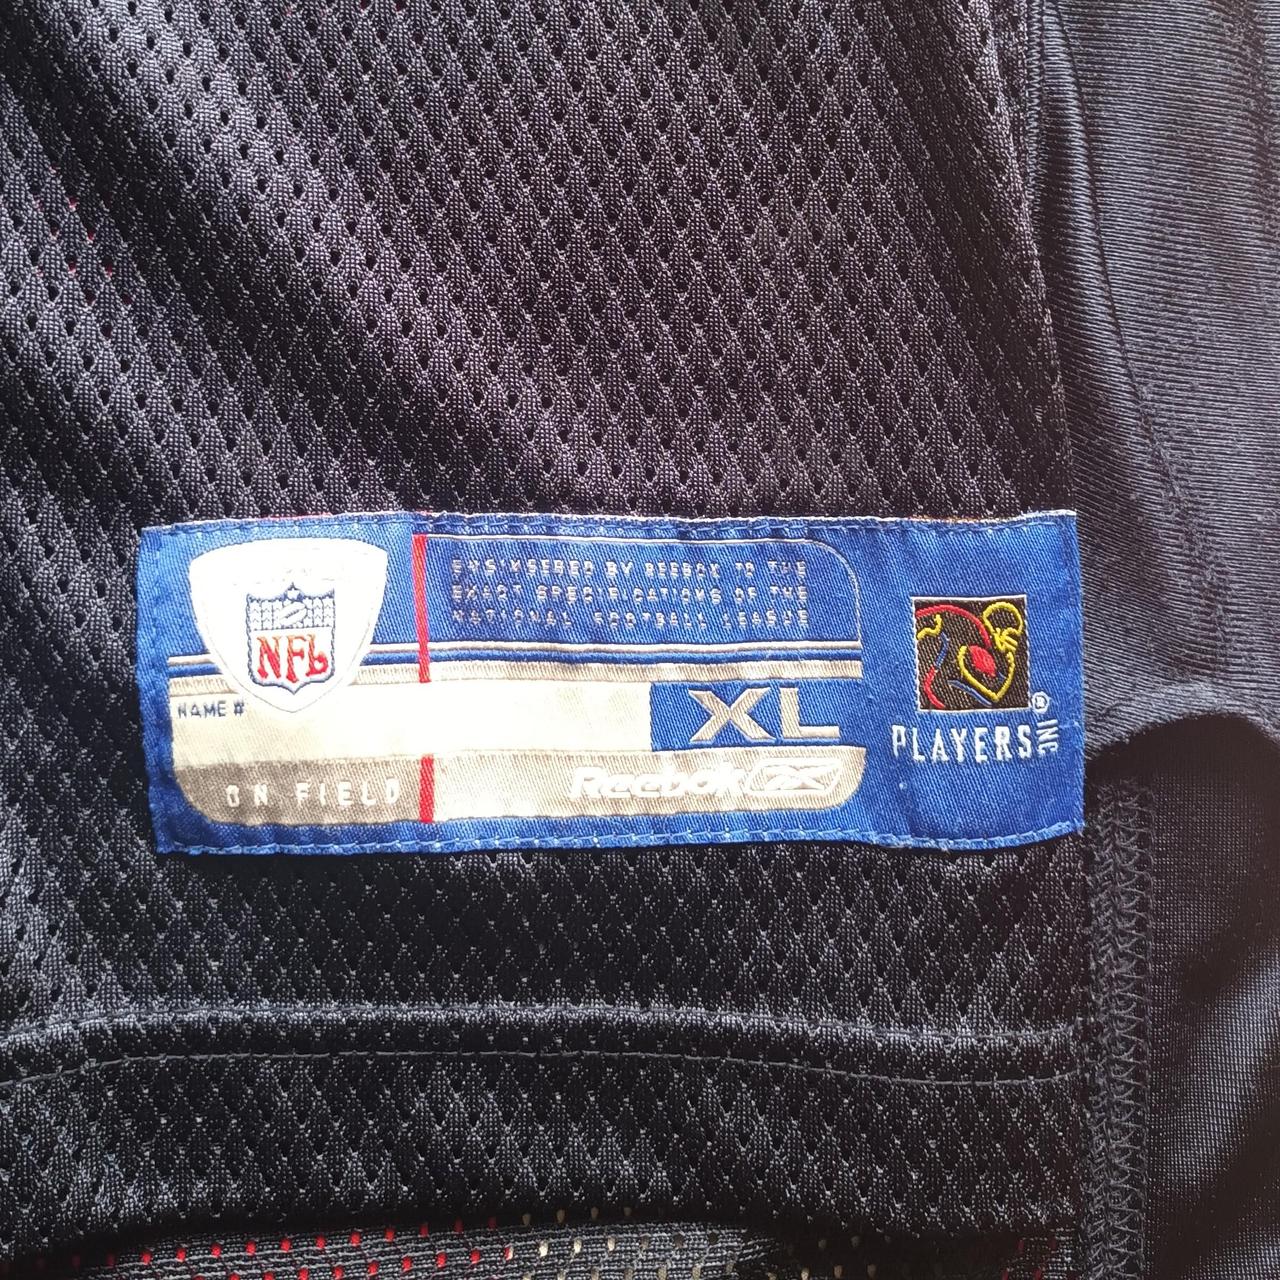 ENGINEERED BY REEBOK TO THE
EXACT SPECIFICATIONS OF THE
NATIONAL FOOTBALL LEAGUE
NFL
NAME #
XL
ON FIELD
Reebok
PLAYERS INC
®